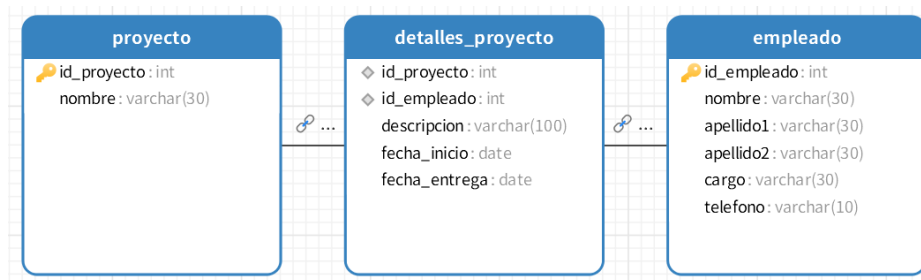 proyecto
id_proyecto : int
nombre : varchar(30)
...
detalles_proyecto
id_proyecto : int
id_empleado : int
descripcion : varchar(100)
fecha_inicio : date
fecha_entrega : date
...
empleado
id_empleado : int
nombre : varchar(30)
apellido1 : varchar(30)
apellido2 : varchar(30)
cargo : varchar(30)
telefono : varchar(10)